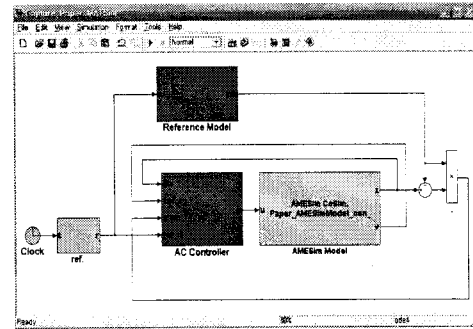 File Edit View Simulation Format Tools Help
Normal
Reference Model
AMESim CoSim.
Paper_AMESimModel_con_
Clock
ref.
AC Controller
AMESim Model
Ready
ode4